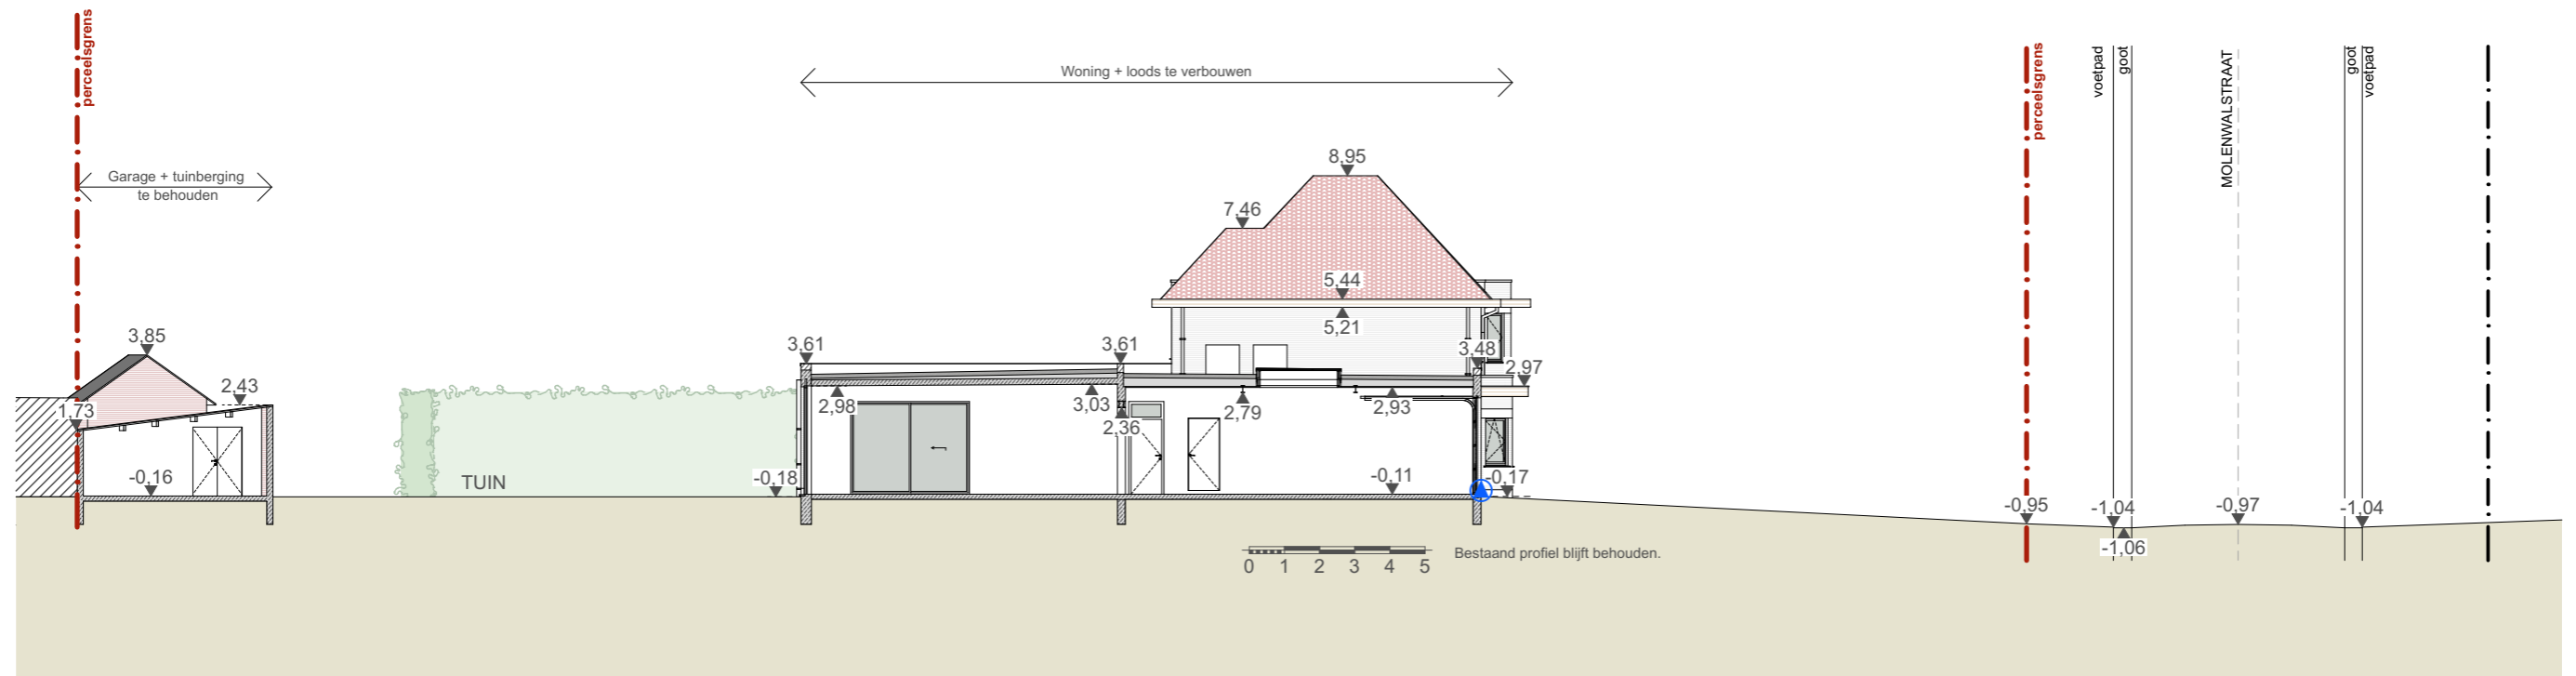 perceelsgrens
Garage + tuinberging
te behouden
Woning + loods te verbouwen
perceelsgrens
voetpad
goot
MOLENWALSTRAAT
goot
voetpad
8,95
7,46
5,44
5,21
3,85
2,43
1,73
-0,16
TUIN
3,61
3,61
3,48
2,97
2,98
3,03
2,36
2,79
2,93
-0,18
-0,11
-0,17
-0,95
-1,04
-1,06
-0,97
-1,04
0 1 2 3 4 5
Bestaand profiel blijft behouden.